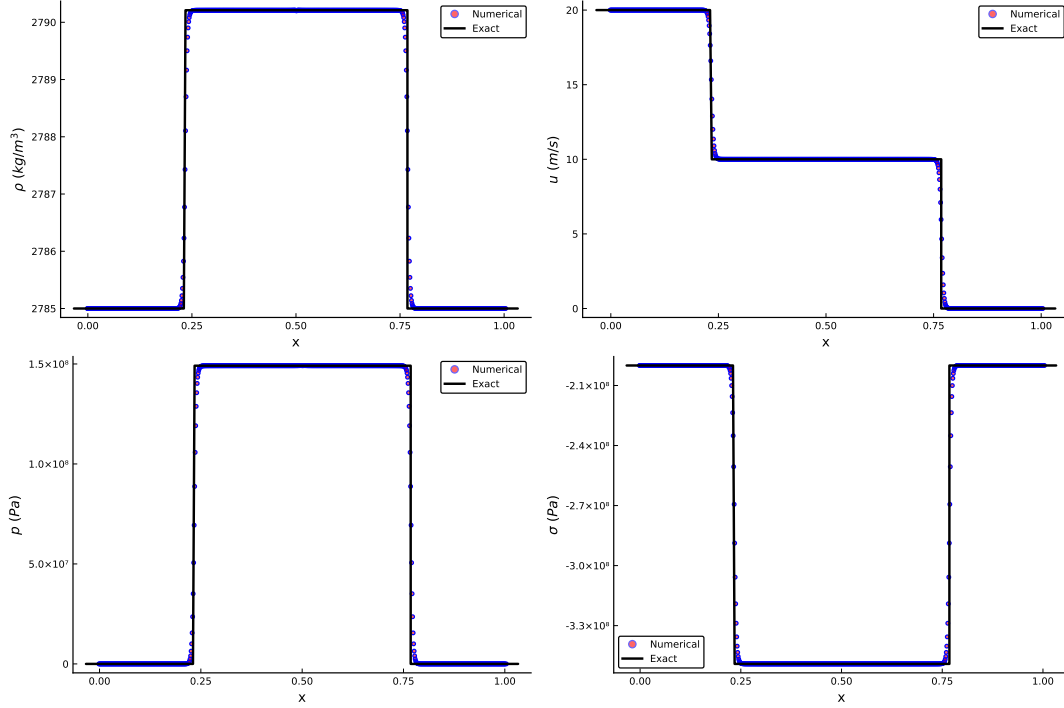 2790
2789
2788
2787
2786
2785
ρ (kg/m³)
0.00
0.25
0.50
0.75
1.00
x
Numerical
Exact
20
15
10
5
0
u (m/s)
0.00
0.25
0.50
0.75
1.00
x
Numerical
Exact
1.5×10⁸
1.0×10⁸
5.0×10⁷
0
p (Pa)
0.00
0.25
0.50
0.75
1.00
x
Numerical
Exact
-2.1×10⁸
-2.4×10⁸
-2.7×10⁸
-3.0×10⁸
-3.3×10⁸
σ (Pa)
0.00
0.25
0.50
0.75
1.00
x
Numerical
Exact